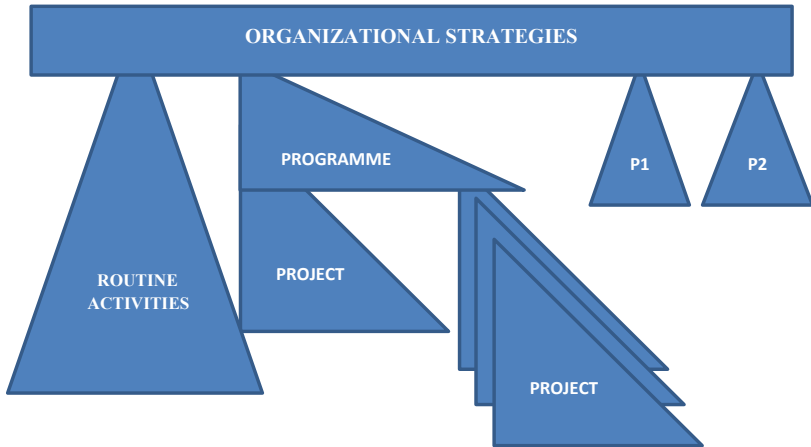 ORGANIZATIONAL STRATEGIES
PROGRAMME
P1
P2
PROJECT
ROUTINE
ACTIVITIES
PROJECT